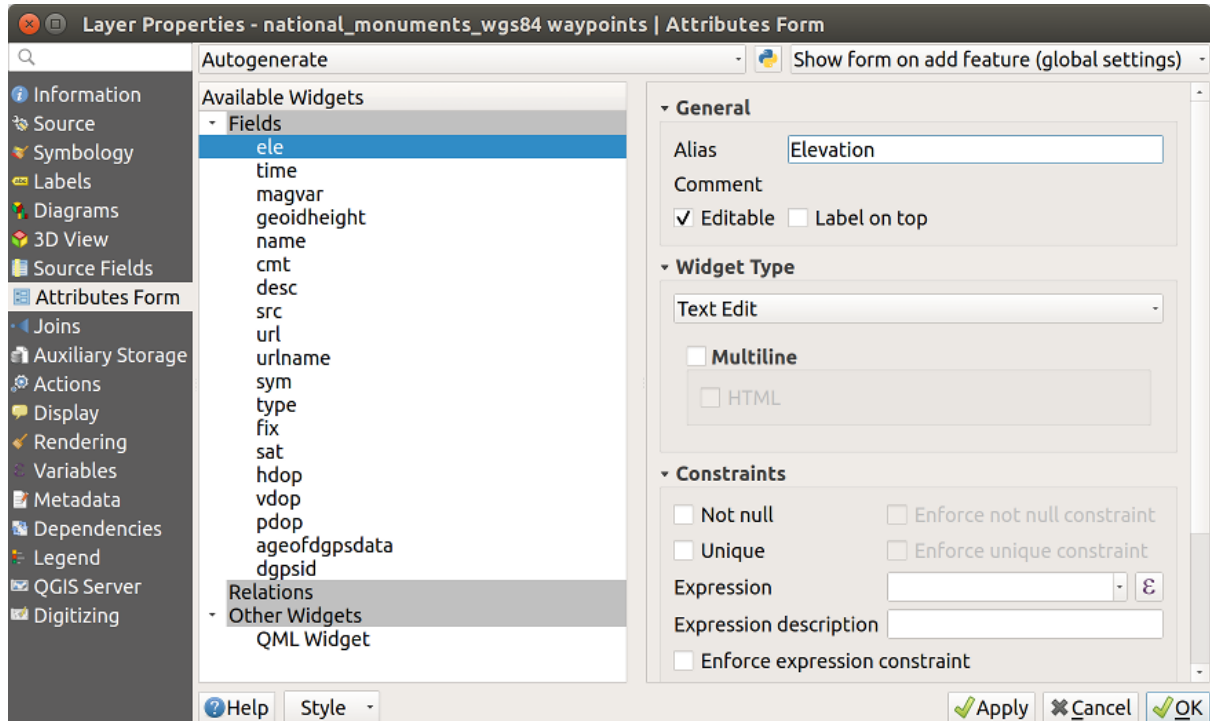 Layer Properties - national_monuments_wgs84 waypoints | Attributes Form
Autogenerate
Show form on add feature (global settings)
Information
Source
Symbology
Labels
Diagrams
3D View
Source Fields
Attributes Form
Joins
Auxiliary Storage
Actions
Display
Rendering
Variables
Metadata
Dependencies
Legend
QGIS Server
Digitizing
Available Widgets
Fields
ele
time
magvar
geoidheight
name
cmt
desc
src
url
urlname
sym
type
fix
sat
hdop
vdop
pdop
ageofdgpsdata
dgpsid
Relations
Other Widgets
QML Widget
General
Alias Elevation
Comment
Editable Label on top
Widget Type
Text Edit
Multiline
HTML
Constraints
Not null Enforce not null constraint
Unique Enforce unique constraint
Expression ε
Expression description
Enforce expression constraint
Help Style Apply Cancel OK